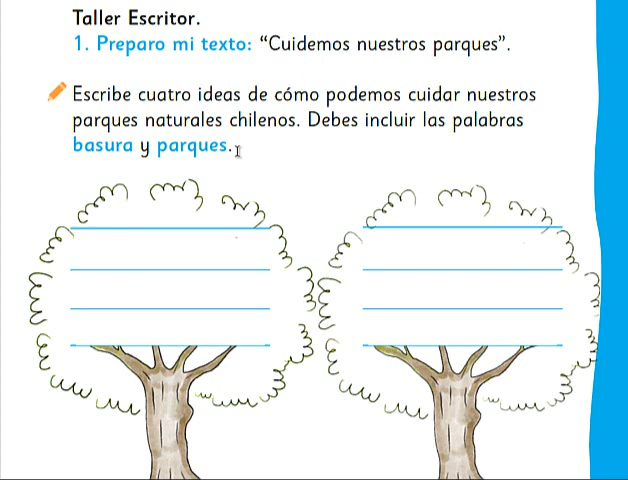 Taller Escritor.
1. Preparo mi texto: “Cuidemos nuestros parques”.
Escribe cuatro ideas de cómo podemos cuidar nuestros
parques naturales chilenos. Debes incluir las palabras
basura y parques.